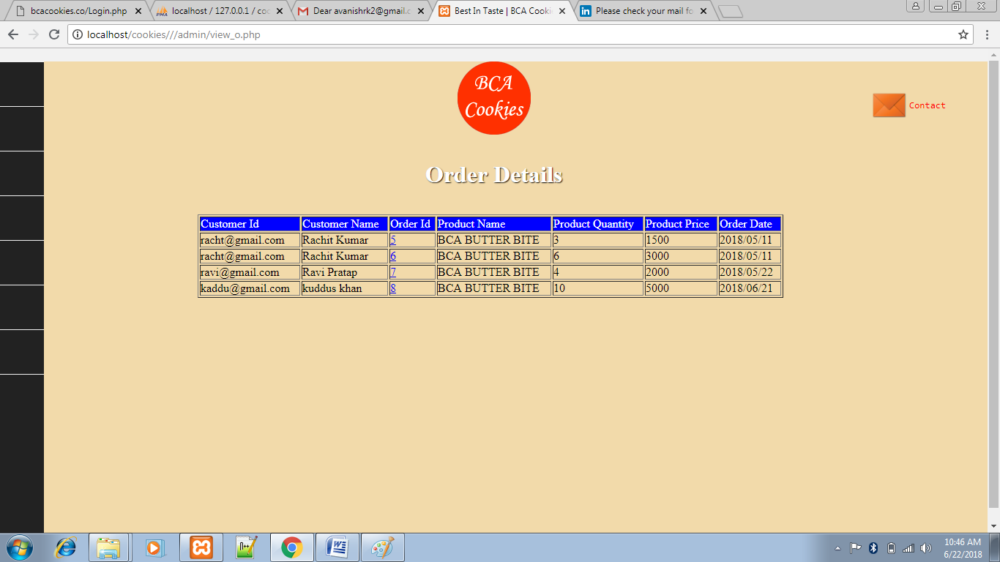 bcacookies.co/Login.php
localhost / 127.0.0.1 / coo
Dear avanishrk2@gmail.c
Best In Taste | BCA Cooki
Please check your mail fo
localhost/cookies///admin/view_o.php
BCA
Cookies
Contact
Order Details
Customer Id Customer Name Order Id Product Name Product Quantity Product Price Order Date
racht@gmail.com Rachit Kumar 5 BCA BUTTER BITE 3 1500 2018/05/11
racht@gmail.com Rachit Kumar 6 BCA BUTTER BITE 6 3000 2018/05/11
ravi@gmail.com Ravi Pratap 7 BCA BUTTER BITE 4 2000 2018/05/22
kaddu@gmail.com kuddus khan 8 BCA BUTTER BITE 10 5000 2018/06/21
10:46 AM
6/22/2018